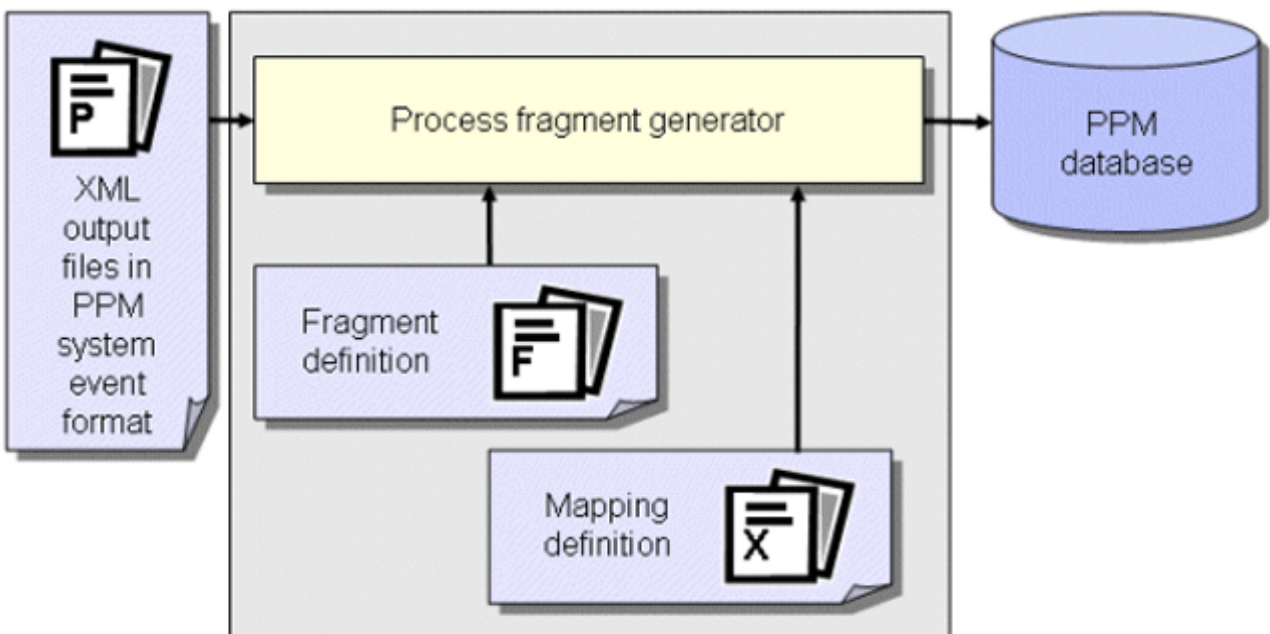 P
XML
output
files in
PPM
system
event
format
Process fragment generator
PPM
database
Fragment
definition
F
Mapping
definition
X